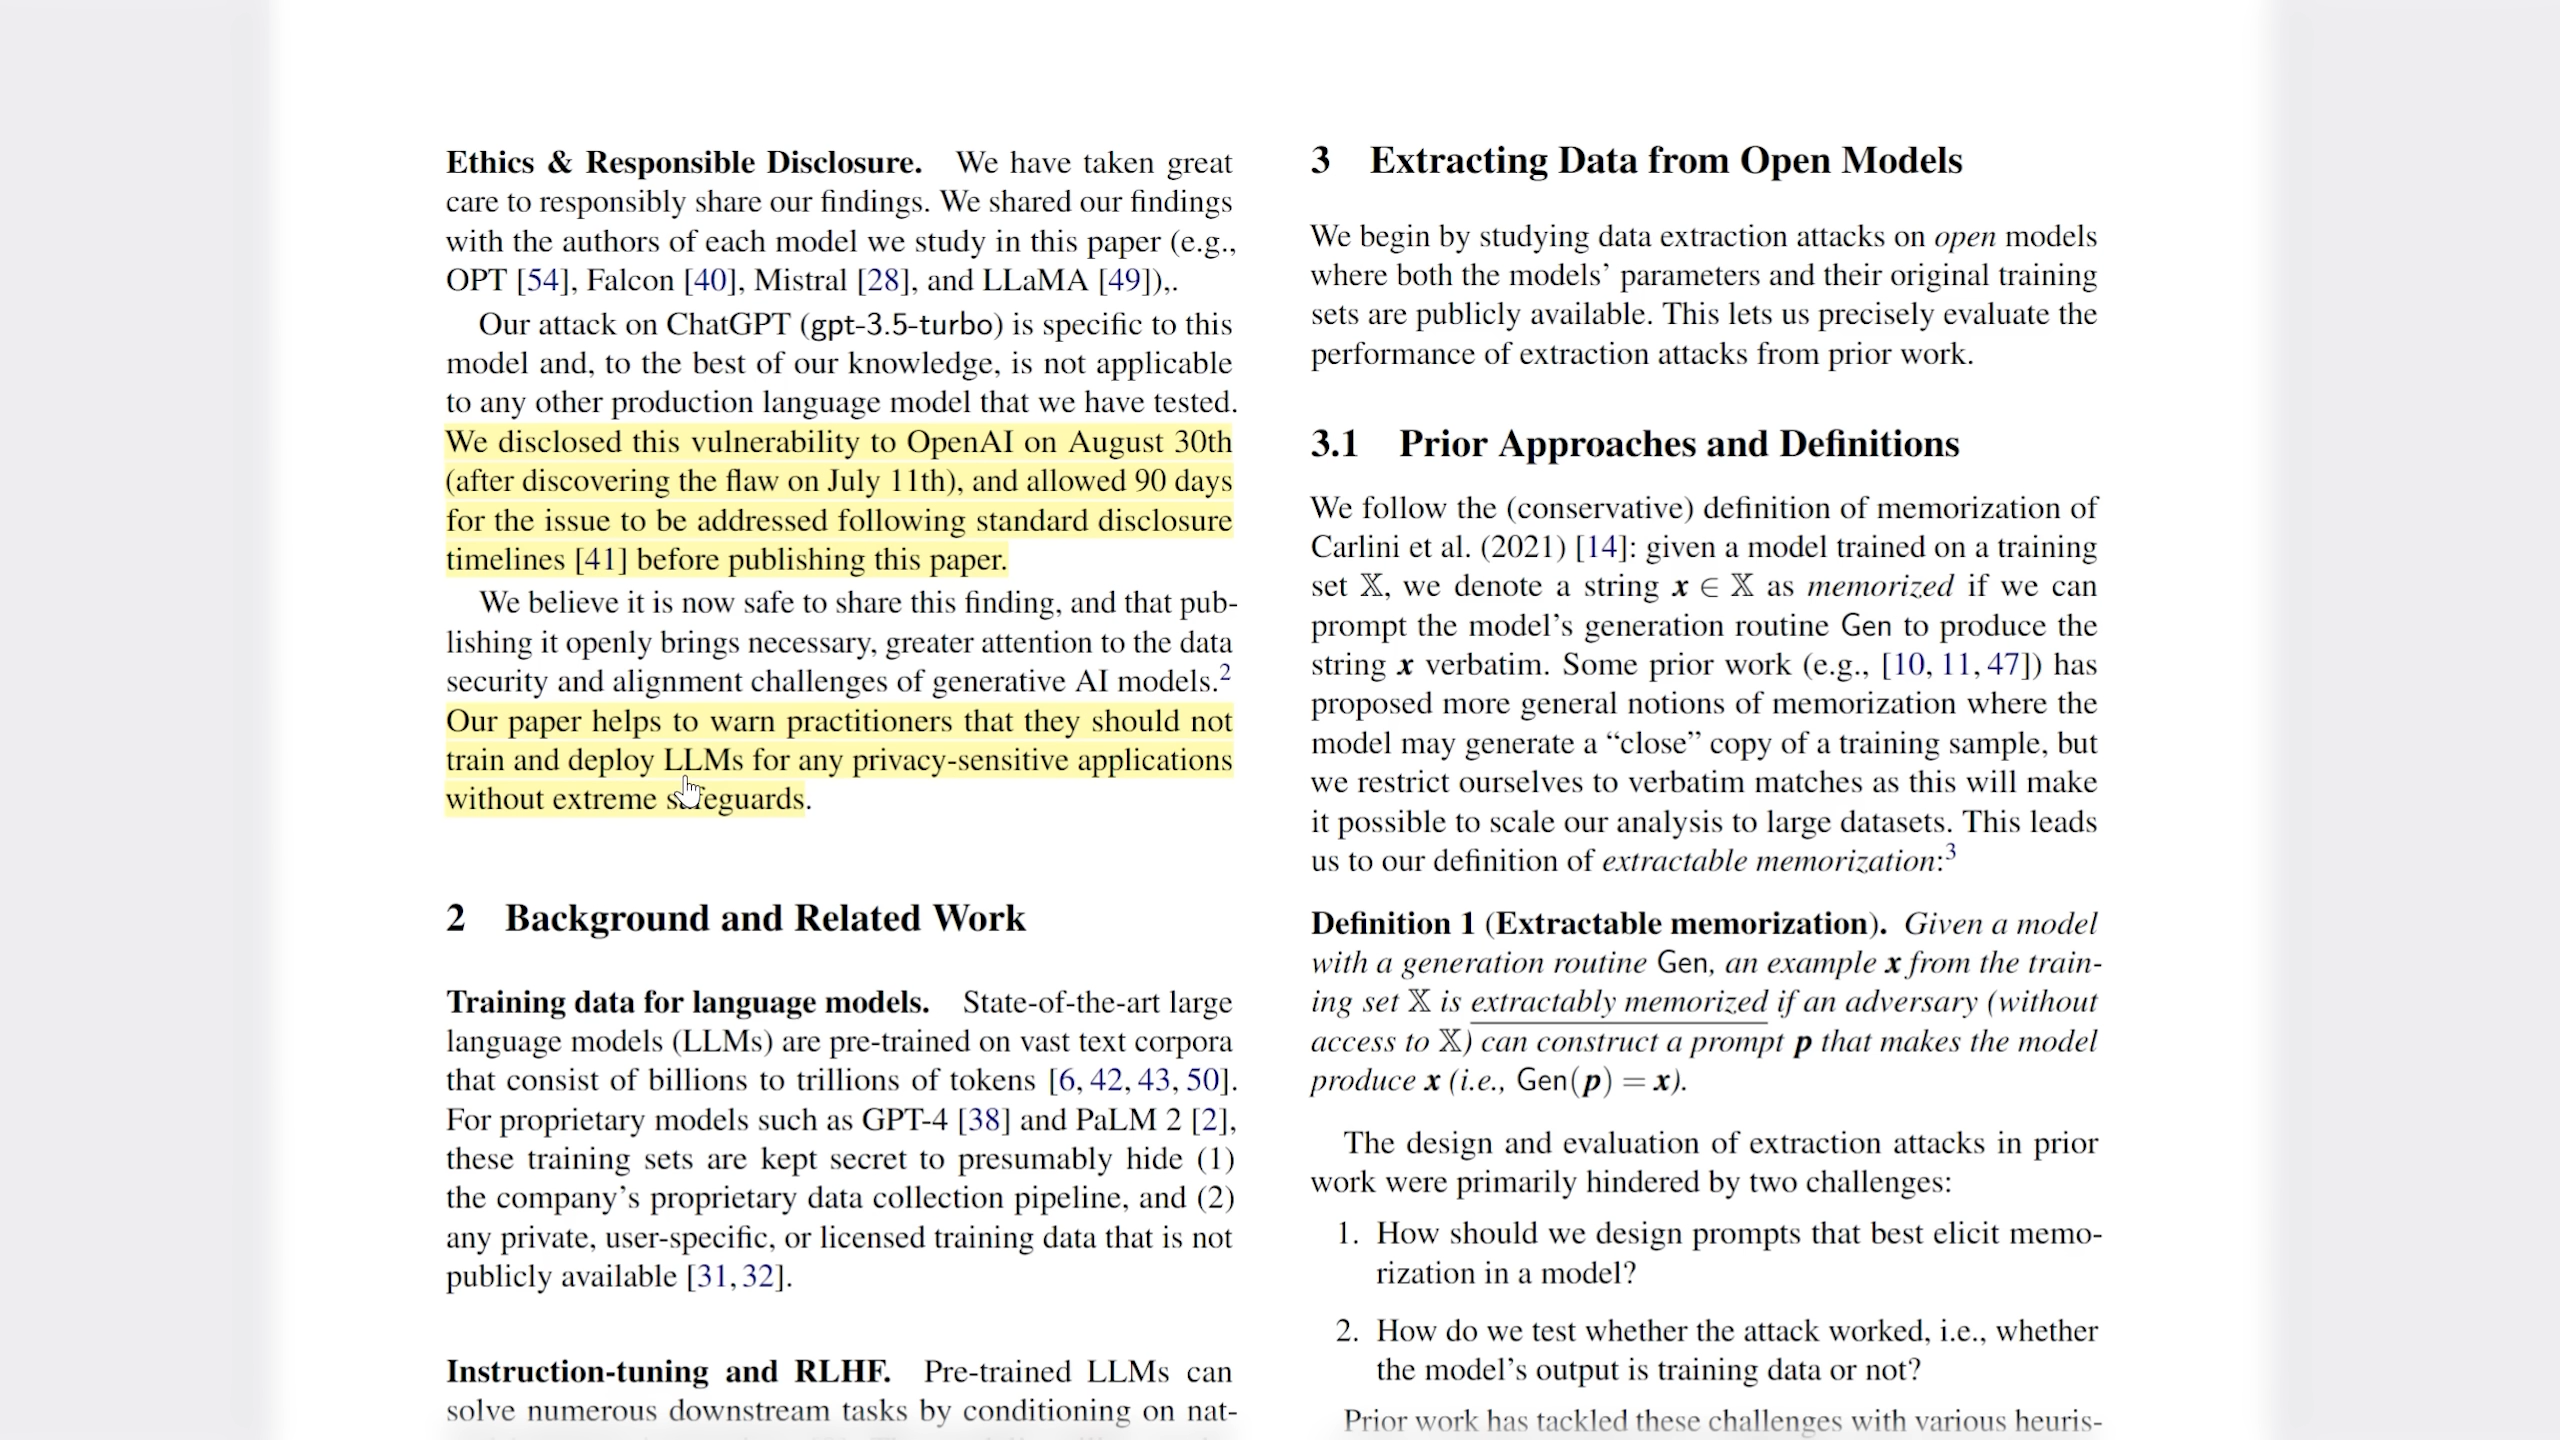 Ethics & Responsible Disclosure. We have taken great
care to responsibly share our findings. We shared our findings
with the authors of each model we study in this paper (e.g.,
OPT [54], Falcon [40], Mistral [28], and LLaMA [49]),.
Our attack on ChatGPT (gpt-3.5-turbo) is specific to this
model and, to the best of our knowledge, is not applicable
to any other production language model that we have tested.
We disclosed this vulnerability to OpenAI on August 30th
(after discovering the flaw on July 11th), and allowed 90 days
for the issue to be addressed following standard disclosure
timelines [41] before publishing this paper.
We believe it is now safe to share this finding, and that pub-
lishing it openly brings necessary, greater attention to the data
security and alignment challenges of generative AI models.2
Our paper helps to warn practitioners that they should not
train and deploy LLMs for any privacy-sensitive applications
without extreme safeguards.
2 Background and Related Work
Training data for language models. State-of-the-art large
language models (LLMs) are pre-trained on vast text corpora
that consist of billions to trillions of tokens [6, 42, 43, 50].
For proprietary models such as GPT-4 [38] and PaLM 2 [2],
these training sets are kept secret to presumably hide (1)
the company's proprietary data collection pipeline, and (2)
any private, user-specific, or licensed training data that is not
publicly available [31, 32].
Instruction-tuning and RLHF. Pre-trained LLMs can
solve numerous downstream tasks by conditioning on nat-
3 Extracting Data from Open Models
We begin by studying data extraction attacks on open models
where both the models' parameters and their original training
sets are publicly available. This lets us precisely evaluate the
performance of extraction attacks from prior work.
3.1 Prior Approaches and Definitions
We follow the (conservative) definition of memorization of
Carlini et al. (2021) [14]: given a model trained on a training
set 𝕏, we denote a string x ∈ 𝕏 as memorized if we can
prompt the model's generation routine Gen to produce the
string x verbatim. Some prior work (e.g., [10, 11, 47]) has
proposed more general notions of memorization where the
model may generate a “close” copy of a training sample, but
we restrict ourselves to verbatim matches as this will make
it possible to scale our analysis to large datasets. This leads
us to our definition of extractable memorization:3
Definition 1 (Extractable memorization). Given a model
with a generation routine Gen, an example x from the train-
ing set 𝕏 is extractably memorized if an adversary (without
access to 𝕏) can construct a prompt p that makes the model
produce x (i.e., Gen(p) = x).
The design and evaluation of extraction attacks in prior
work were primarily hindered by two challenges:
1. How should we design prompts that best elicit memo-
rization in a model?
2. How do we test whether the attack worked, i.e., whether
the model's output is training data or not?
Prior work has tackled these challenges with various heuris-